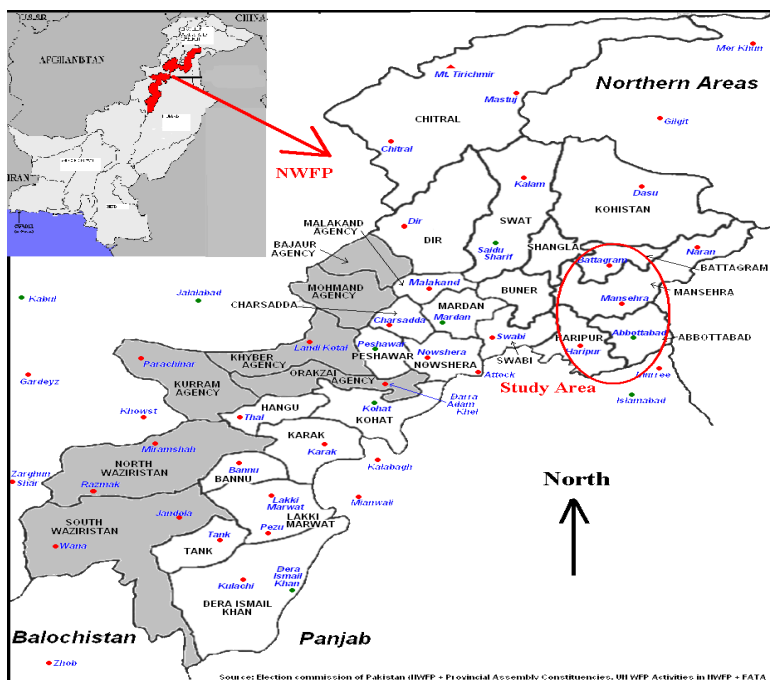 CHINA
AFGHANISTAN
IRAN
NWFP
Northern Areas
Mor Khun
Mt. Tirichmir
Mastuj
CHITRAL
Gilgit
Chitral
Kalam
Dasu
SWAT
KOHISTAN
MALAKAND
AGENCY
Dir
DIR
BAJAUR
AGENCY
Saidu
Sharif
SHANGLA
Naran
Battagram
BATTAGRAM
MOHMAND
AGENCY
Malakand
BUNER
MANSEHRA
Kabul
Jalalabad
CHARSADDA
MARDAN
Mansehra
Charsadda
Mardan
Landi Kotal
Peshawar
PESHAWAR
Swabi
HARIPUR
Haripur
Abbottabad
ABBOTTABAD
Parachinar
KHYBER
AGENCY
Nowshera
NOWSHERA
SWABI
ORAKZAI
AGENCY
Attock
Study Area
Murree
Gardeyz
KURRAM
AGENCY
Darra
Adam
Khel
Islamabad
Khowst
HANGU
Thal
Kohat
KOHAT
Miramshah
KARAK
Karak
Kalabagh
Zarghun
Shar
NORTH
WAZIRISTAN
Razmak
Bannu
BANNU
North
Mianwali
Lakki
Marwat
LAKKI
MARWAT
Jandola
SOUTH
WAZIRISTAN
Wana
Pezu
Tank
TANK
Kulachi
Dera
Ismail
Khan
DERA ISMAIL
KHAN
Balochistan
Panjab
Zhob
Source: Election commission of Pakistan (NWFP + Provincial Assembly Constituencies, UN WFP Activities in NWFP + FATA